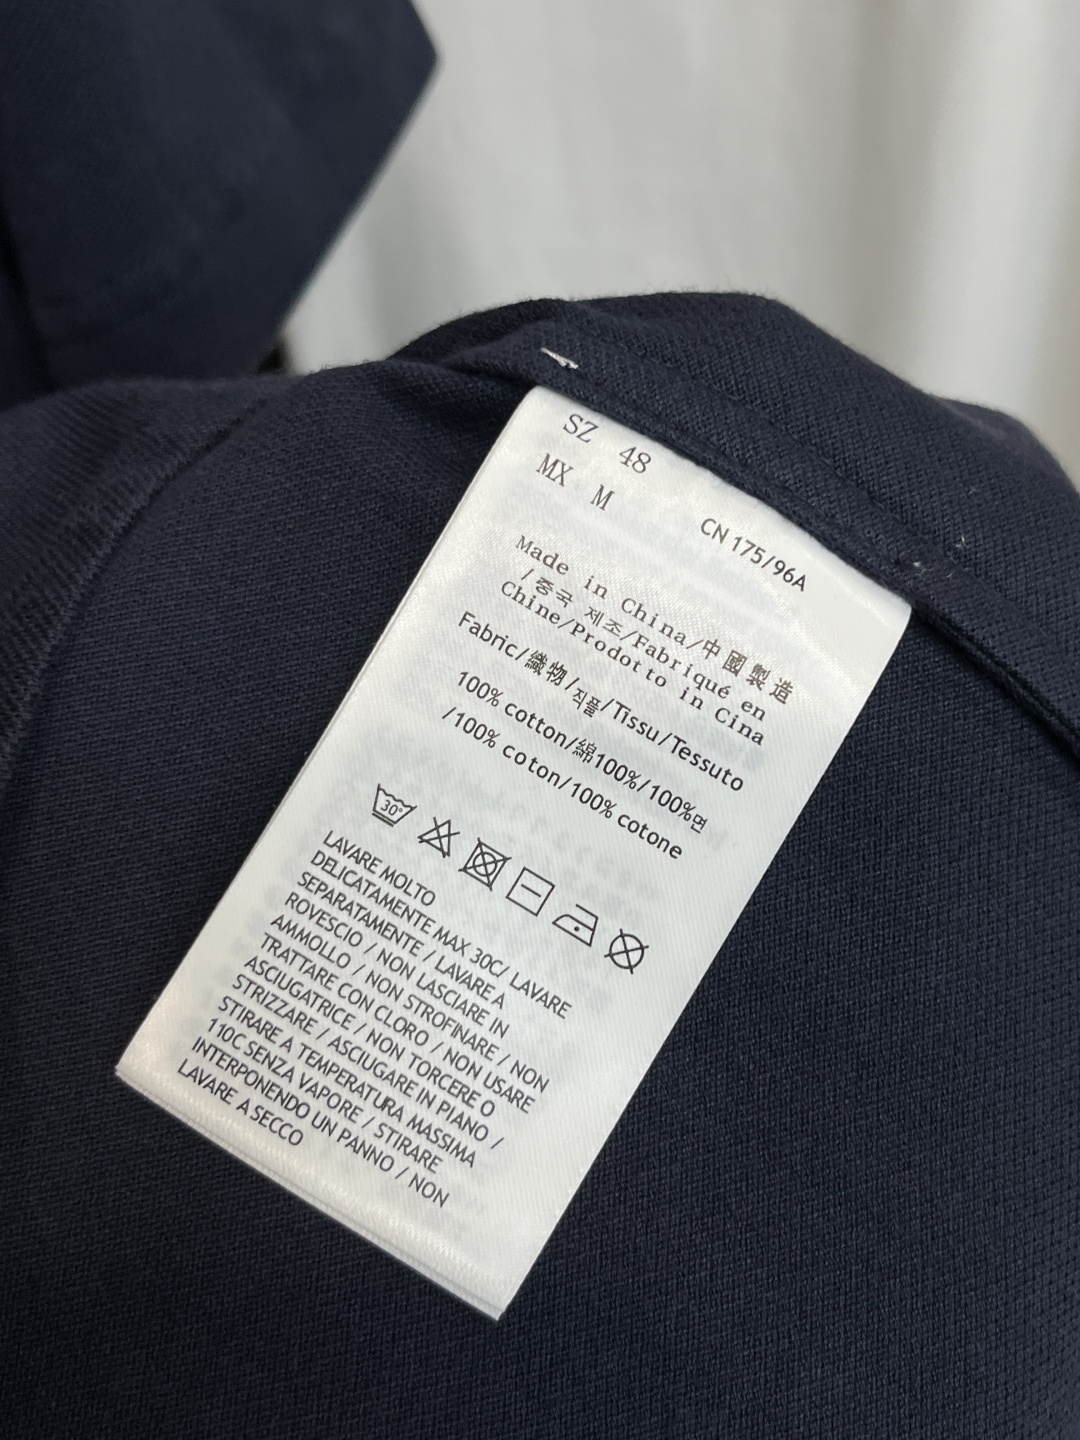 SZ 48
MX M
CN 175/96A
Made in China/中國製造
/중국 제조/Fabriqué en
Chine/Prodotto in Cina
Fabric/織物/직물/Tissu/Tessuto
100% cotton/綿100%/100%면
/100% coton/100% cotone
30°
LAVARE MOLTO
DELICATAMENTE MAX 30C/ LAVARE
SEPARATAMENTE / LAVARE A
ROVESCIO / NON LASCIARE IN
AMMOLLO / NON STROFINARE / NON
TRATTARE CON CLORO / NON USARE
ASCIUGATRICE / NON TORCERE O
STRIZZARE / ASCIUGARE IN PIANO /
STIRARE A TEMPERATURA MASSIMA
110C SENZA VAPORE / STIRARE
INTERPONENDO UN PANNO / NON
LAVARE A SECCO